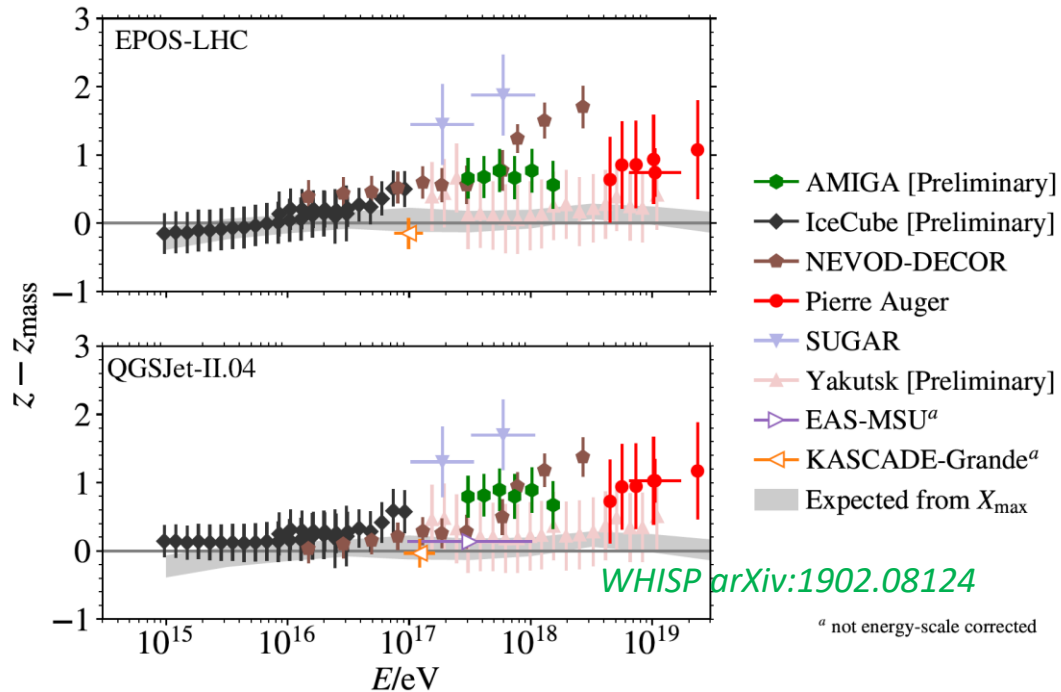 EPOS-LHC
3
2
1
0
−1
QGSJet-II.04
3
2
1
0
−1
z − z_mass
10^15
10^16
10^17
10^18
10^19
E/eV
AMIGA [Preliminary]
IceCube [Preliminary]
NEVOD-DECOR
Pierre Auger
SUGAR
Yakutsk [Preliminary]
EAS-MSU^a
KASCADE-Grande^a
Expected from X_max
WHISP arXiv:1902.08124
^a not energy-scale corrected